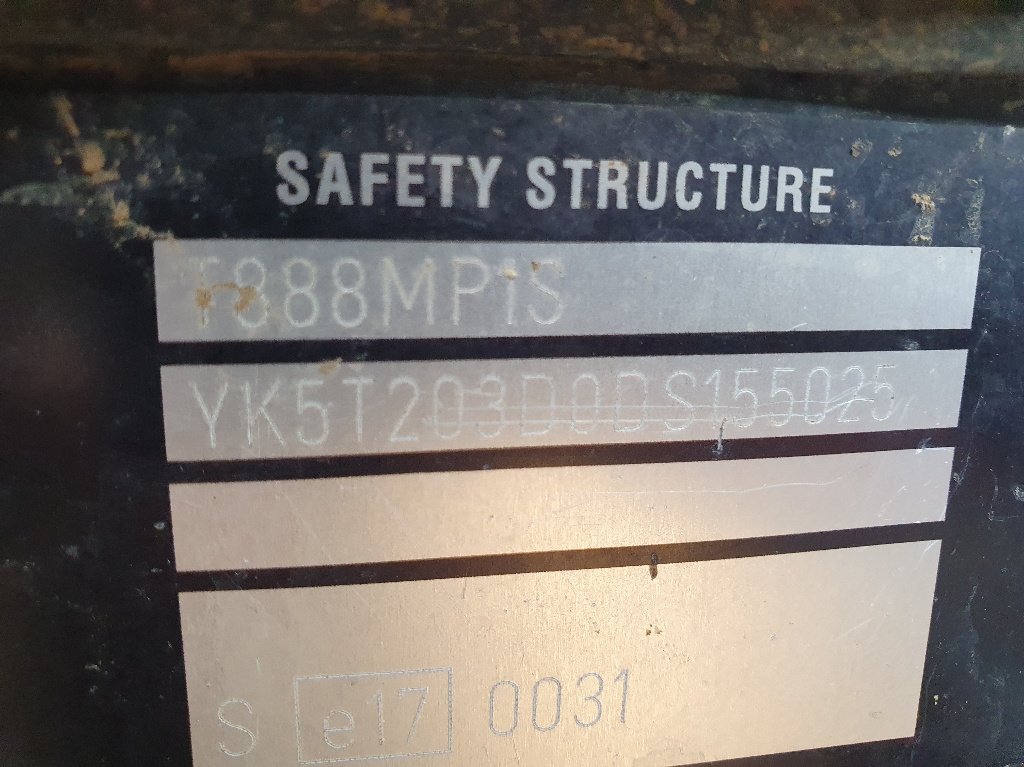 SAFETY STRUCTURE
T888MP1S
YK5T203D0DS155025
S e17 0031